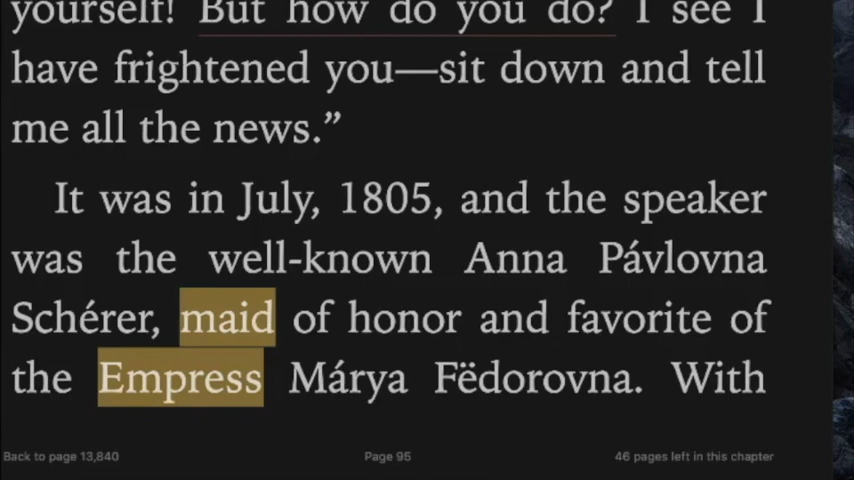 yourself! But how do you do? I see I
have frightened you—sit down and tell
me all the news.”
It was in July, 1805, and the speaker
was the well-known Anna Pávlovna
Schérer, maid of honor and favorite of
the Empress Márya Fëdorovna. With
Back to page 13,840
Page 95
46 pages left in this chapter